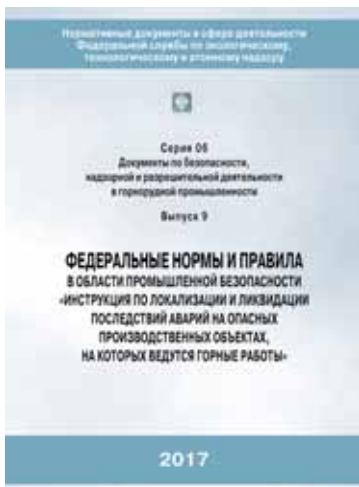 Нормативные документы в сфере деятельности
Федеральной службы по экологическому,
технологическому и атомному надзору
Серия 06
Документы по безопасности,
надзорной и разрешительной деятельности
в горнорудной промышленности
Выпуск 9
ФЕДЕРАЛЬНЫЕ НОРМЫ И ПРАВИЛА
В ОБЛАСТИ ПРОМЫШЛЕННОЙ БЕЗОПАСНОСТИ
«ИНСТРУКЦИЯ ПО ЛОКАЛИЗАЦИИ И ЛИКВИДАЦИИ
ПОСЛЕДСТВИЙ АВАРИЙ НА ОПАСНЫХ
ПРОИЗВОДСТВЕННЫХ ОБЪЕКТАХ,
НА КОТОРЫХ ВЕДУТСЯ ГОРНЫЕ РАБОТЫ»
2017